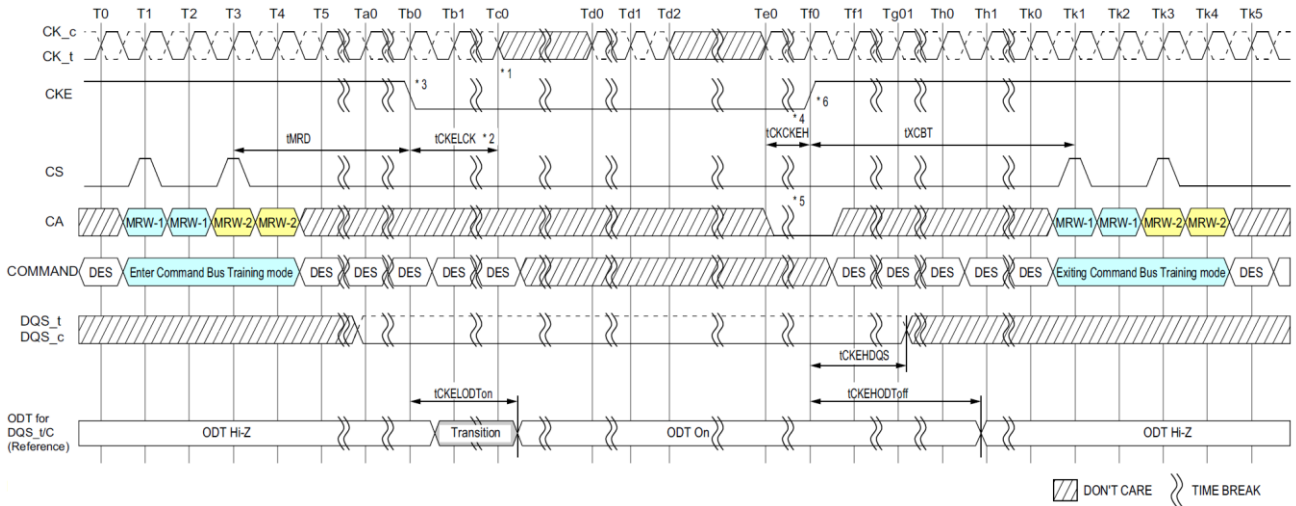 T0 T1 T2 T3 T4 T5 Ta0 Tb0 Tb1 Tc0 Td0 Td1 Td2 Te0 Tf0 Tf1 Tg01 Th0 Th1 Tk0 Tk1 Tk2 Tk3 Tk4 Tk5
CK_c
CK_t
* 1
CKE
* 3
* 6
* 4
tMRD
tCKELCK * 2
tCKCKEH
tXCBT
CS
* 5
CA
MRW-1 MRW-1 MRW-2 MRW-2 MRW-1 MRW-1 MRW-2 MRW-2
COMMAND
DES Enter Command Bus Training mode DES DES DES DES DES DES DES DES DES DES Exiting Command Bus Training mode DES
DQS_t
DQS_c
tCKEHDQS
tCKELODTon
tCKEHODToff
ODT for
DQS_t/C
(Reference)
ODT Hi-Z Transition ODT On ODT Hi-Z
DON'T CARE TIME BREAK